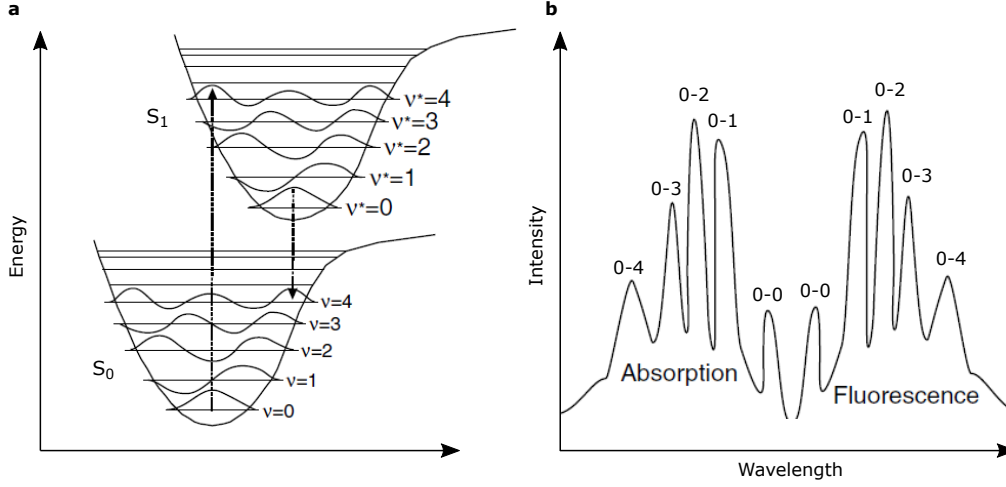 a
Energy
S1
ν*=4
ν*=3
ν*=2
ν*=1
ν*=0
S0
ν=4
ν=3
ν=2
ν=1
ν=0
b
Intensity
0-4
0-3
0-2
0-1
0-0
0-0
0-1
0-2
0-3
0-4
Absorption
Fluorescence
Wavelength